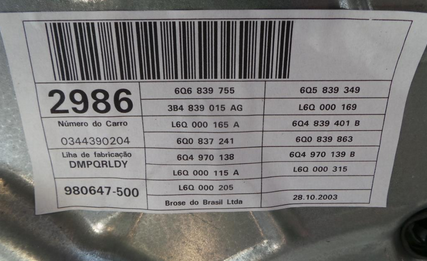 2986
Número do Carro
0344390204
Liha de fabricação
DMPQRLDY
980647-500
6Q6 839 755
3B4 839 015 AG
L6Q 000 165 A
6Q0 837 241
6Q4 970 138
L6Q 000 115 A
L6Q 000 205
Brose do Brasil Ltda
6Q5 839 349
L6Q 000 169
6Q4 839 401 B
6Q0 839 863
6Q4 970 139 B
L6Q 000 315
28.10.2003